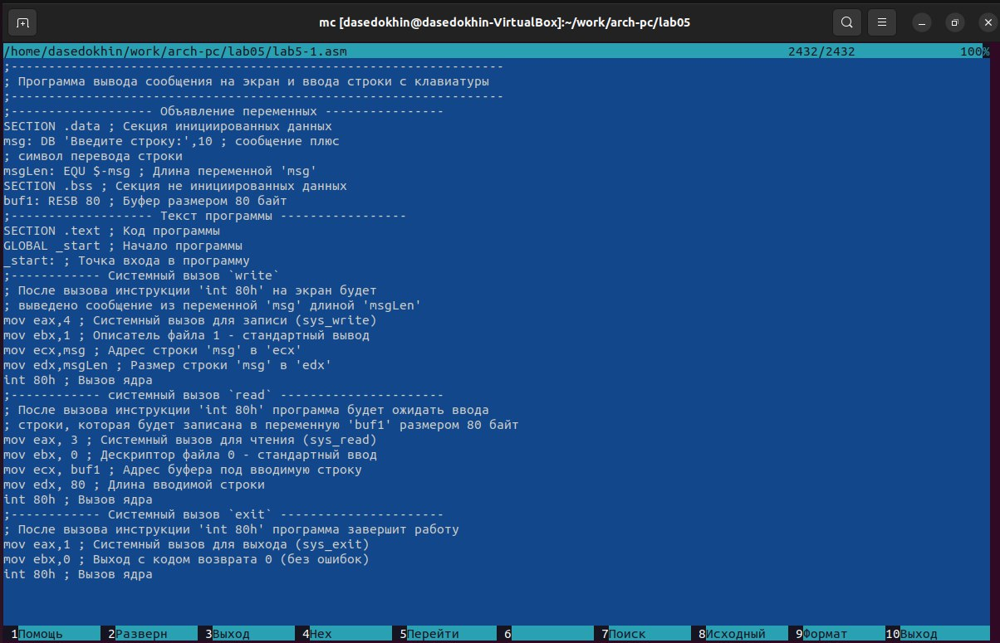 mc [dasedokhin@dasedokhin-VirtualBox]:~/work/arch-pc/lab05
/home/dasedokhin/work/arch-pc/lab05/lab5-1.asm 2432/2432 100%
;------------------------------------------------------------------
; Программа вывода сообщения на экран и ввода строки с клавиатуры
;------------------------------------------------------------------
;------------------- Объявление переменных ----------------
SECTION .data ; Секция инициированных данных
msg: DB 'Введите строку:',10 ; сообщение плюс
; символ перевода строки
msgLen: EQU $-msg ; Длина переменной 'msg'
SECTION .bss ; Секция не инициированных данных
buf1: RESB 80 ; Буфер размером 80 байт
;------------------- Текст программы -----------------
SECTION .text ; Код программы
GLOBAL _start ; Начало программы
_start: ; Точка входа в программу
;------------ Системный вызов `write`
; После вызова инструкции 'int 80h' на экран будет
; выведено сообщение из переменной 'msg' длиной 'msgLen'
mov eax,4 ; Системный вызов для записи (sys_write)
mov ebx,1 ; Описатель файла 1 - стандартный вывод
mov ecx,msg ; Адрес строки 'msg' в 'ecx'
mov edx,msgLen ; Размер строки 'msg' в 'edx'
int 80h ; Вызов ядра
;------------ системный вызов `read` ----------------------
; После вызова инструкции 'int 80h' программа будет ожидать ввода
; строки, которая будет записана в переменную 'buf1' размером 80 байт
mov eax, 3 ; Системный вызов для чтения (sys_read)
mov ebx, 0 ; Дескриптор файла 0 - стандартный ввод
mov ecx, buf1 ; Адрес буфера под вводимую строку
mov edx, 80 ; Длина вводимой строки
int 80h ; Вызов ядра
;------------ Системный вызов `exit` ----------------------
; После вызова инструкции 'int 80h' программа завершит работу
mov eax,1 ; Системный вызов для выхода (sys_exit)
mov ebx,0 ; Выход с кодом возврата 0 (без ошибок)
int 80h ; Вызов ядра
1Помощь 2Разверн 3Выход 4Hex 5Перейти 6 7Поиск 8Исходный 9Формат 10Выход